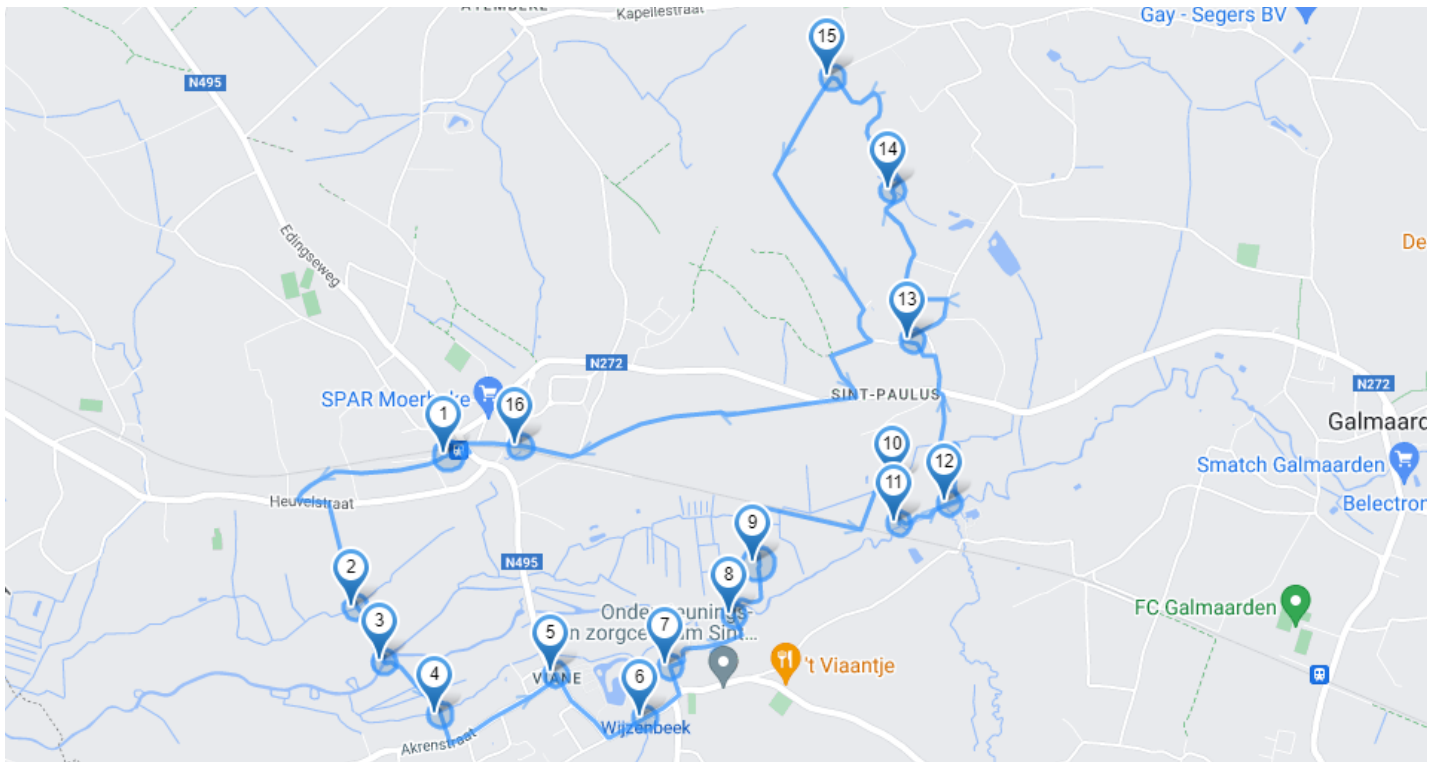 Kapellestraat
Gay - Segers BV
15
N495
14
De
Edingseweg
13
N272
N272
SPAR Moerbeke
SINT-PAULUS
1
16
Galmaard
10
12
Smatch Galmaarden
11
Heuvelstraat
Belectron
9
N495
2
8
FC Galmaarden
3
7
5
't Viaantje
4
VIANE
6
Wijzenbeek
Akrenstraat